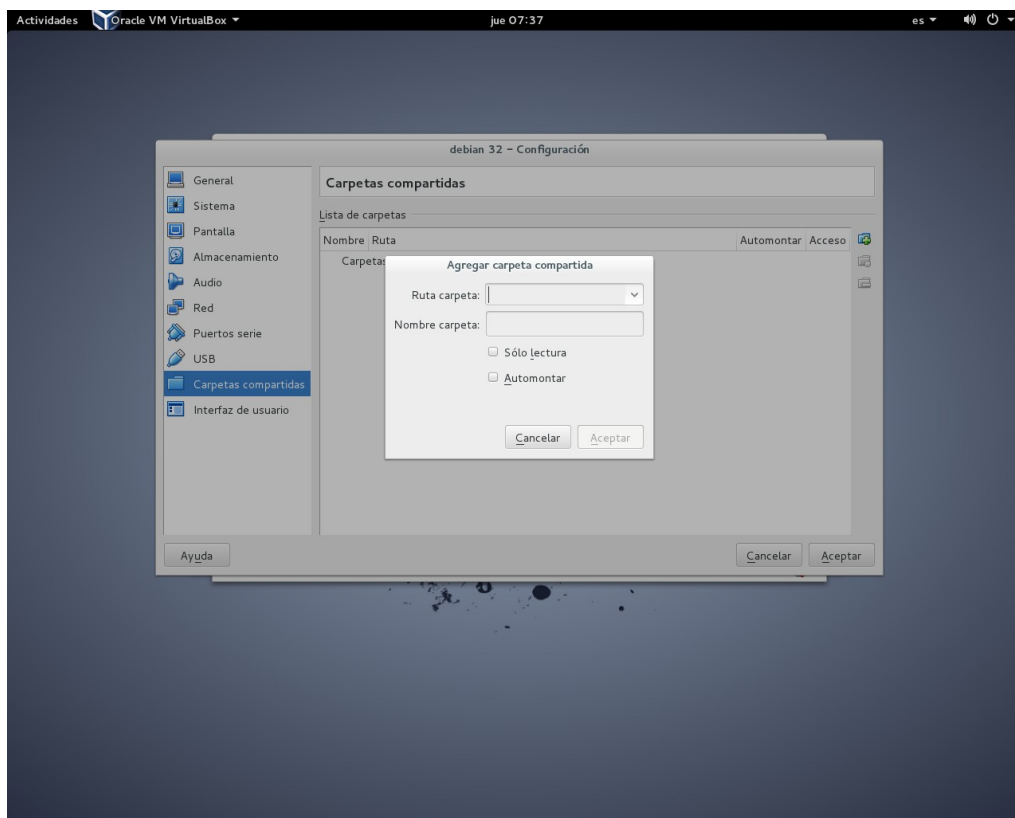 Actividades Oracle VM VirtualBox jue 07:37 es
debian 32 – Configuración
General
Sistema
Pantalla
Almacenamiento
Audio
Red
Puertos serie
USB
Carpetas compartidas
Interfaz de usuario
Carpetas compartidas
Lista de carpetas
Nombre Ruta Automontar Acceso
Carpetas
Agregar carpeta compartida
Ruta carpeta:
Nombre carpeta:
Sólo lectura
Automontar
Cancelar Aceptar
Ayuda Cancelar Aceptar